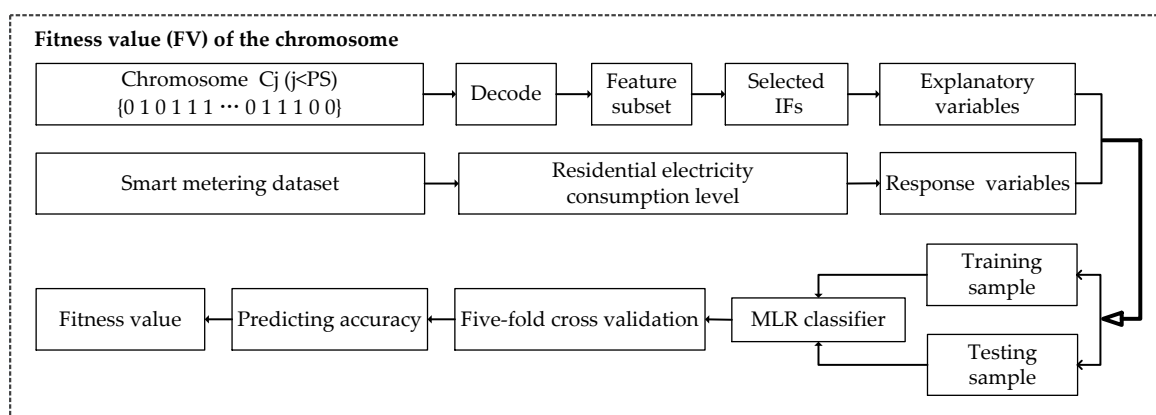 Fitness value (FV) of the chromosome
Chromosome Cj (j<PS)
{0 1 0 1 1 1 ⋯ 0 1 1 1 0 0}
Decode
Feature
subset
Selected
IFs
Explanatory
variables
Smart metering dataset
Residential electricity
consumption level
Response variables
Training
sample
Fitness value
Predicting accuracy
Five-fold cross validation
MLR classifier
Testing
sample